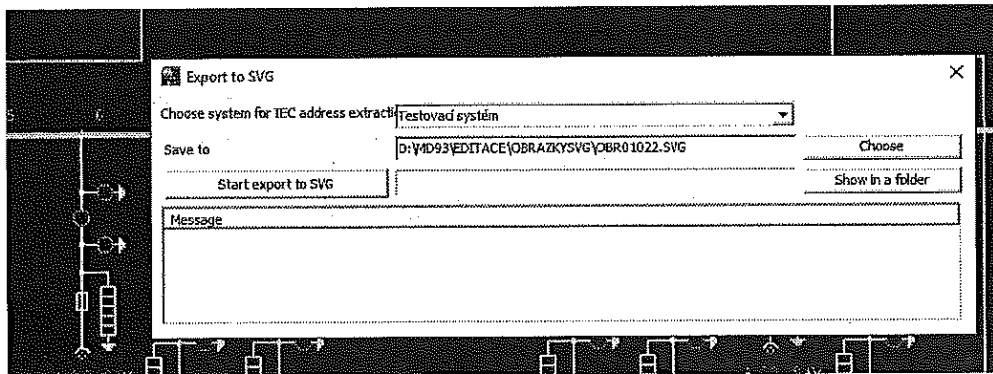 Export to SVG
Choose system for IEC address extracti Testovací systém
Save to D:\MD93\EDITACE\OBRAZKYSVG\OBR01022.SVG Choose
Start export to SVG Show in a folder
Message